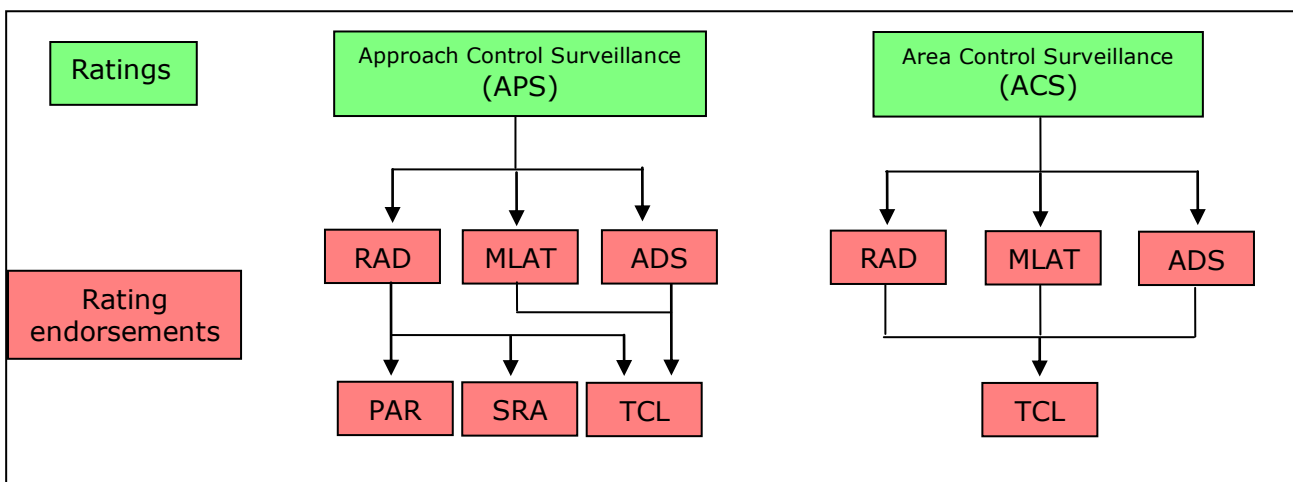 Ratings
Approach Control Surveillance
(APS)
Area Control Surveillance
(ACS)
RAD
MLAT
ADS
RAD
MLAT
ADS
Rating
endorsements
PAR
SRA
TCL
TCL